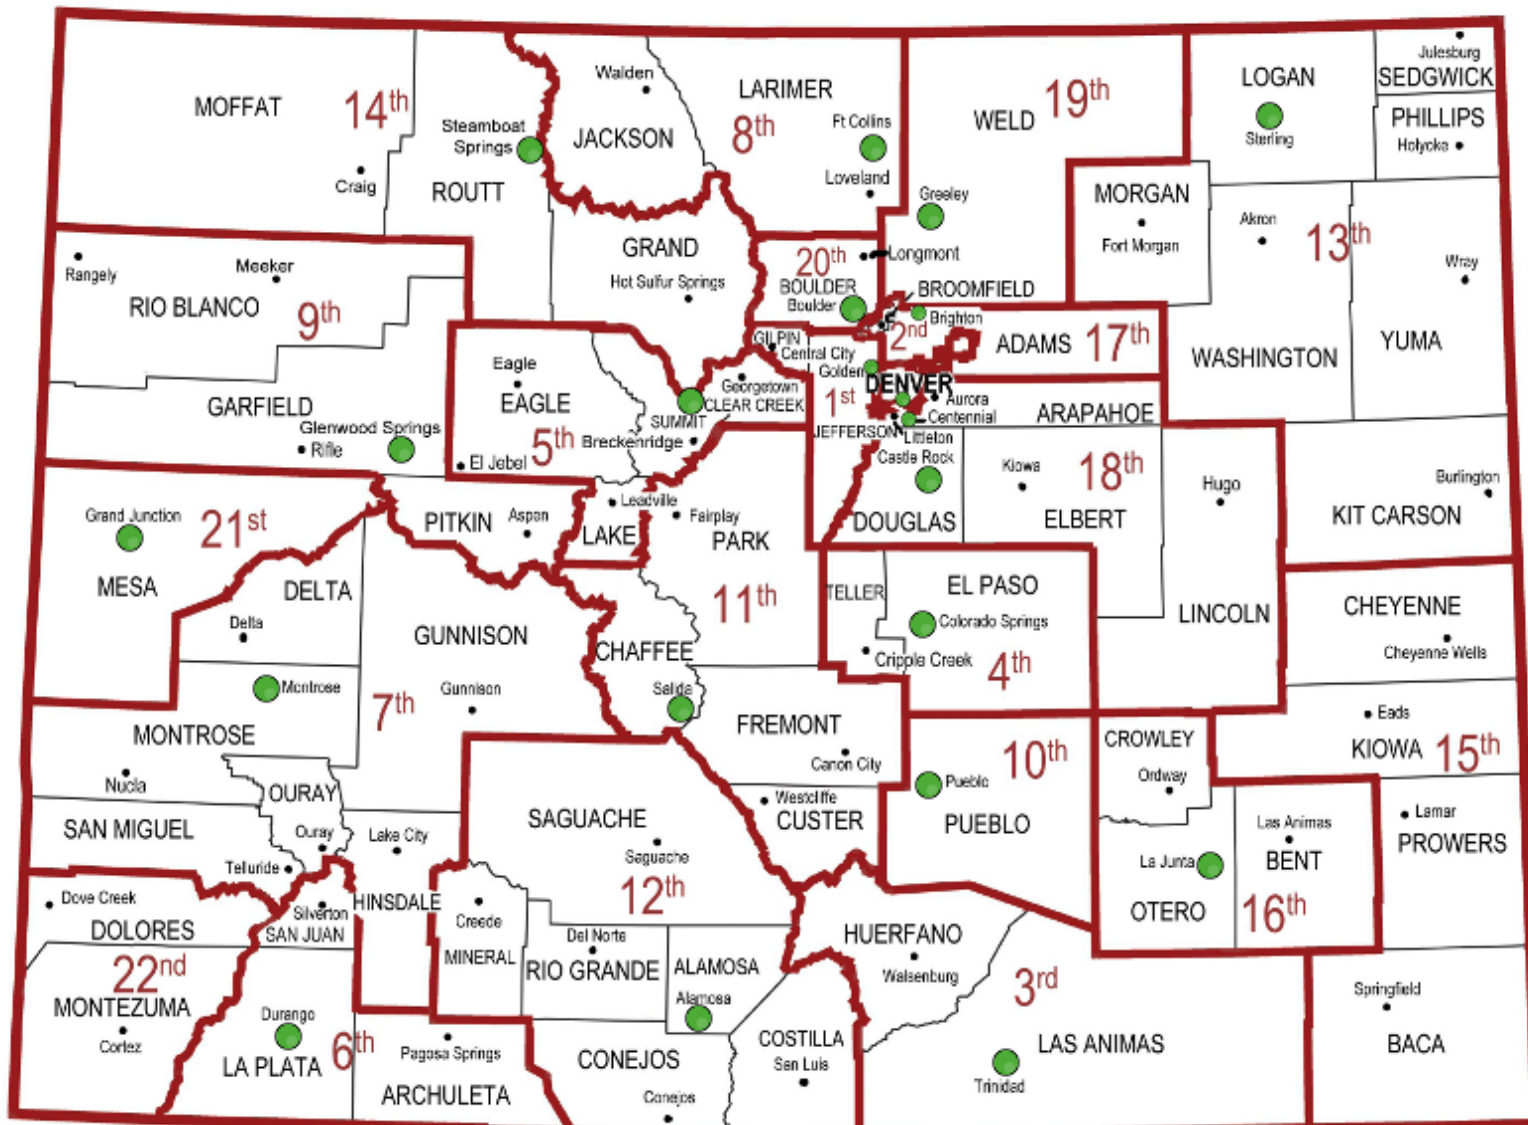 Julesburg
SEDGWICK
LOGAN
Walden
LARIMER
19th
MOFFAT
14th
JACKSON
8th
Ft Collins
WELD
PHILLIPS
Steamboat
Springs
Sterling
Holyoke
Craig
ROUTT
Loveland
Greeley
MORGAN
Akron
13th
Fort Morgan
GRAND
Rangely
Meeker
20th
Longmont
Wray
RIO BLANCO
9th
Hot Sulfur Springs
BOULDER
Boulder
BROOMFIELD
2nd
Brighton
GILPIN
Central City
ADAMS
17th
WASHINGTON
YUMA
Eagle
Golden
Georgetown
DENVER
EAGLE
CLEAR CREEK
1st
Aurora
GARFIELD
SUMMIT
Centennial
ARAPAHOE
Glenwood Springs
5th
Breckenridge
JEFFERSON
Littleton
Rifle
El Jebel
Castle Rock
Kiowa
18th
Hugo
Burlington
Leadville
Grand Junction
21st
PITKIN
Aspen
Fairplay
LAKE
PARK
DOUGLAS
ELBERT
KIT CARSON
MESA
DELTA
11th
TELLER
EL PASO
CHEYENNE
Delta
GUNNISON
Colorado Springs
LINCOLN
CHAFFEE
Cripple Creek
4th
Cheyenne Wells
Montrose
7th
Gunnison
Salida
MONTROSE
FREMONT
Eads
KIOWA
15th
CROWLEY
10th
Nucla
Canon City
Ordway
OURAY
Pueblo
Westcliffe
SAN MIGUEL
SAGUACHE
CUSTER
PUEBLO
Lamar
Ouray
Lake City
Las Animas
PROWERS
Saguache
La Junta
BENT
Telluride
12th
Dove Creek
HINSDALE
Silverton
Creede
OTERO
16th
DOLORES
SAN JUAN
Del Norte
HUERFANO
MINERAL
RIO GRANDE
ALAMOSA
22nd
Walsenburg
3rd
MONTEZUMA
Alamosa
Springfield
Durango
Cortez
6th
Pagosa Springs
COSTILLA
LA PLATA
CONEJOS
San Luis
LAS ANIMAS
BACA
Trinidad
ARCHULETA
Conejos